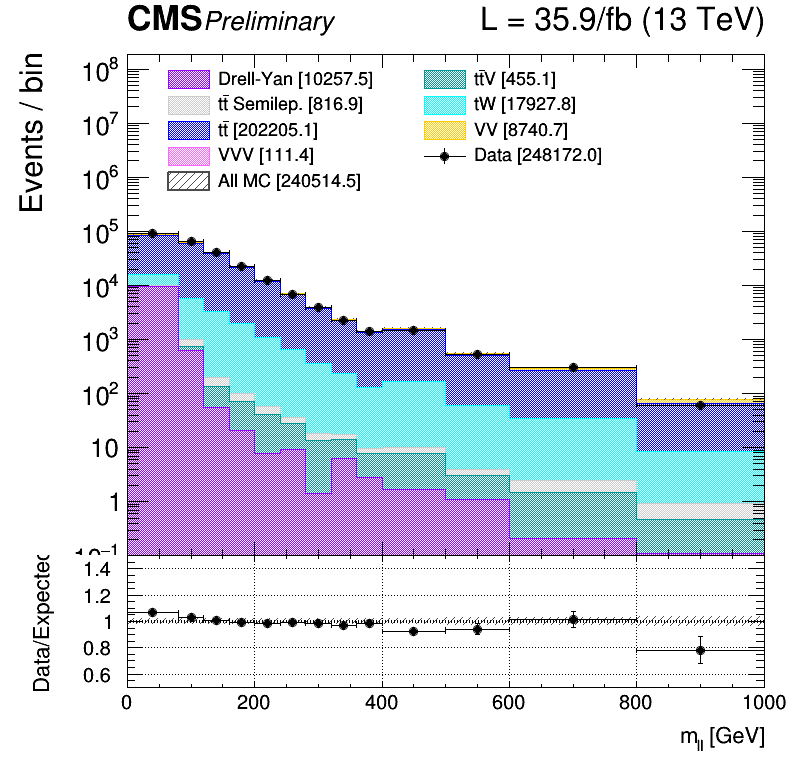 CMS Preliminary L = 35.9/fb (13 TeV)
Events / bin
Drell-Yan [10257.5]
tt̄ Semilep. [816.9]
tt̄ [202205.1]
VVV [111.4]
All MC [240514.5]
tt̄V [455.1]
tW [17927.8]
VV [8740.7]
Data [248172.0]
10⁸
10⁷
10⁶
10⁵
10⁴
10³
10²
10
1
10⁻¹
Data/Expected
1.4
1.2
1
0.8
0.6
0 200 400 600 800 1000
m_ll [GeV]